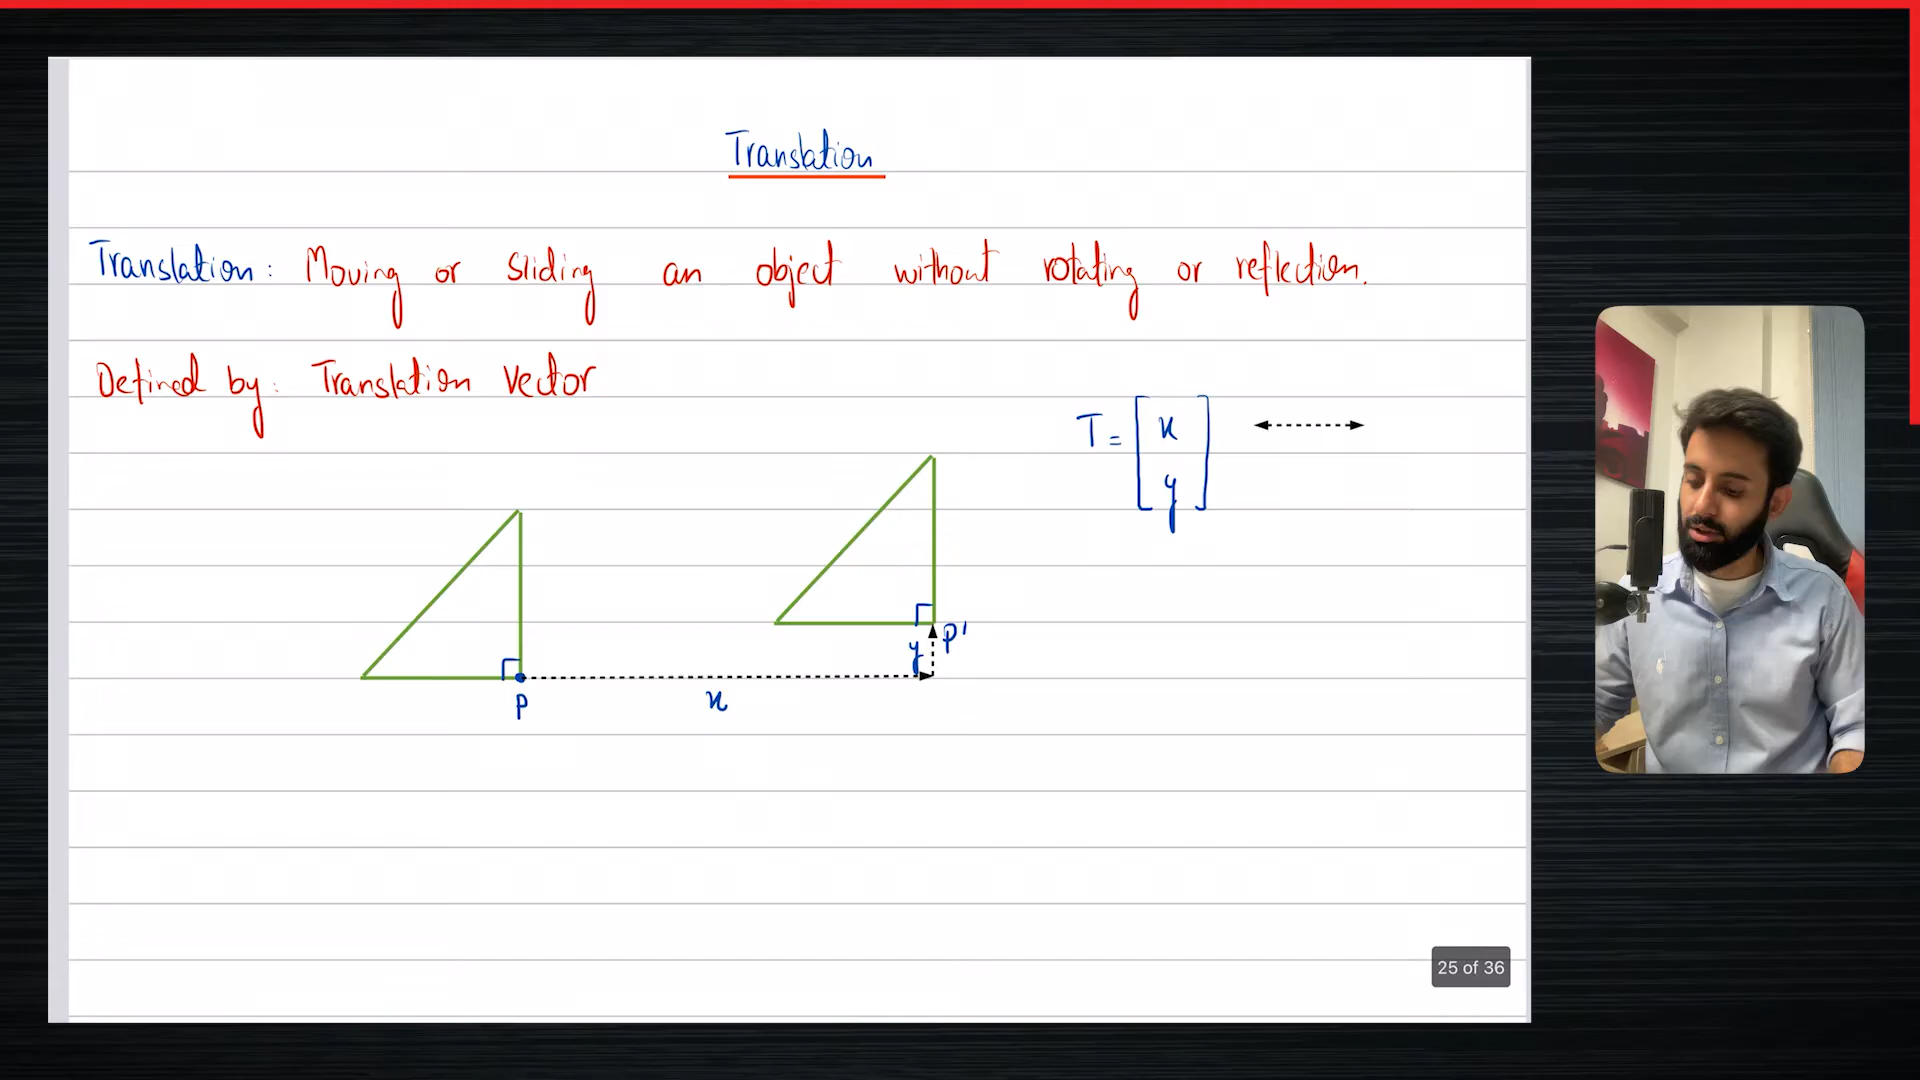 Translation
Translation: Moving or sliding an object without rotating or reflection.
Defined by: Translation Vector
T = [x
y]
y P'
P x
25 of 36